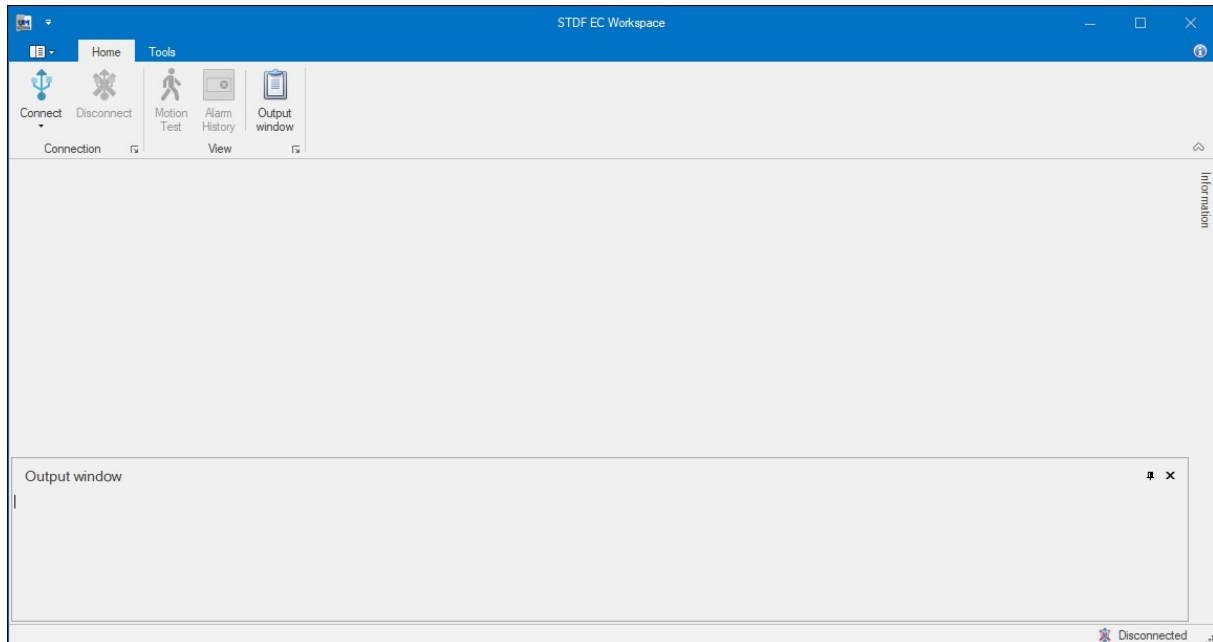 UM
STDF EC Workspace
Home Tools
Connect Disconnect Motion Test Alarm History Output window
Connection View
Information
Output window
Disconnected